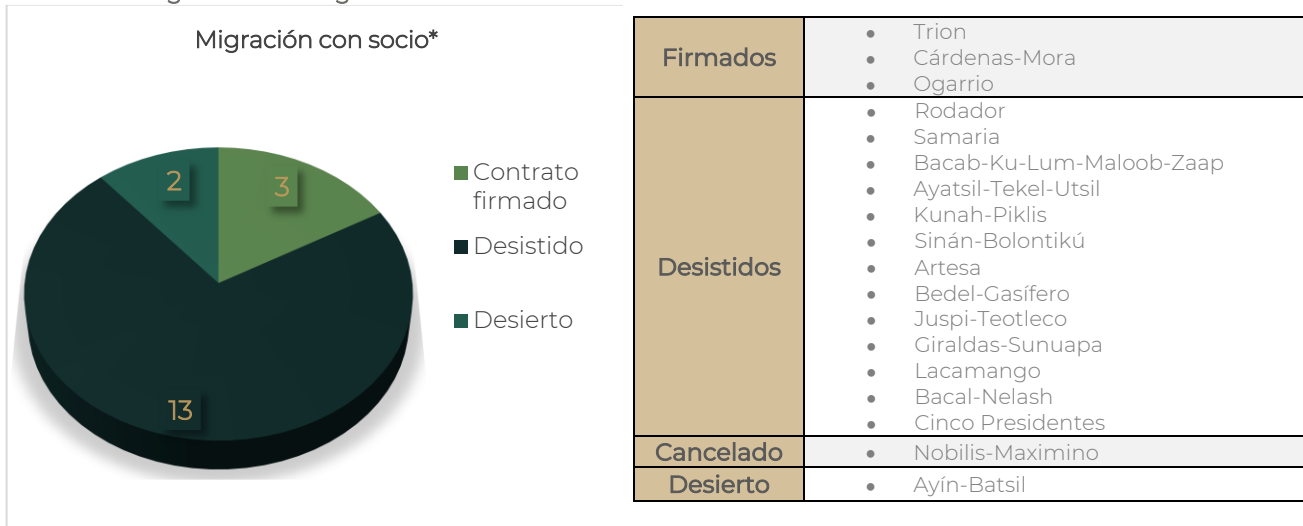 Migración con socio*
2
3
13
Contrato
firmado
Desistido
Desierto
Firmados
• Trion
• Cárdenas-Mora
• Ogarrio
Desistidos
• Rodador
• Samaria
• Bacab-Ku-Lum-Maloob-Zaap
• Ayatsil-Tekel-Utsil
• Kunah-Piklis
• Sinán-Bolontikú
• Artesa
• Bedel-Gasífero
• Juspi-Teotleco
• Giraldas-Sunuapa
• Lacamango
• Bacal-Nelash
• Cinco Presidentes
Cancelado
• Nobilis-Maximino
Desierto
• Ayín-Batsil